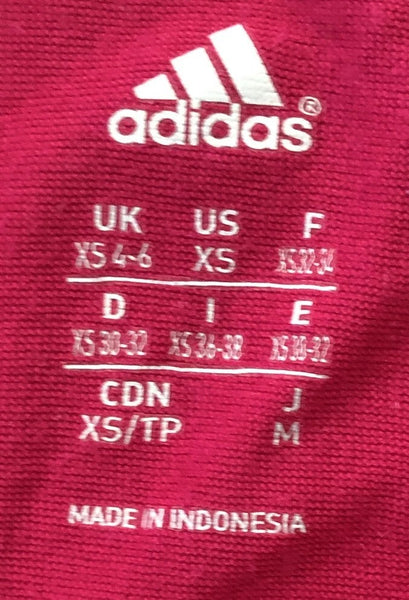 adidas®
UK US F
XS 4-6 XS XS 32-34
D I E
XS 30-32 XS 36-38 XS 30-32
CDN J
XS/TP M
MADE IN INDONESIA